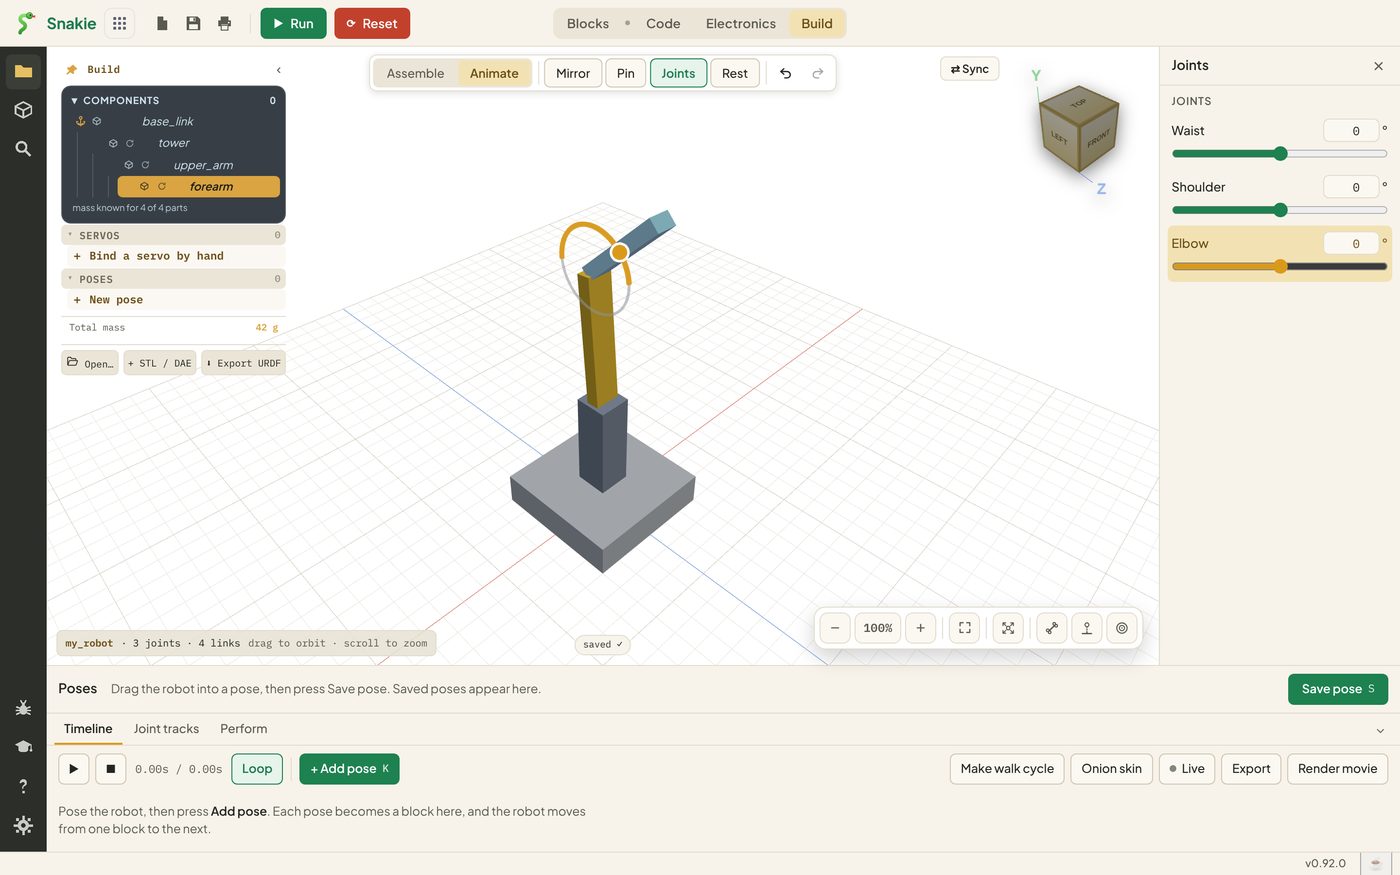 Snakie
Run
Reset
Blocks
Code
Electronics
Build
Build
Assemble
Animate
Mirror
Pin
Joints
Rest
Sync
Joints
COMPONENTS 0
base_link
tower
upper_arm
forearm
mass known for 4 of 4 parts
SERVOS 0
+ Bind a servo by hand
POSES 0
+ New pose
Total mass 42 g
Open…
+ STL / DAE
Export URDF
Y
TOP
LEFT
FRONT
Z
JOINTS
Waist 0 °
Shoulder 0 °
Elbow 0 °
my_robot · 3 joints · 4 links drag to orbit · scroll to zoom
saved ✓
− 100% +
Poses Drag the robot into a pose, then press Save pose. Saved poses appear here.
Save pose S
Timeline
Joint tracks
Perform
0.00s / 0.00s
Loop
+ Add pose K
Make walk cycle
Onion skin
Live
Export
Render movie
Pose the robot, then press Add pose. Each pose becomes a block here, and the robot moves
from one block to the next.
v0.92.0